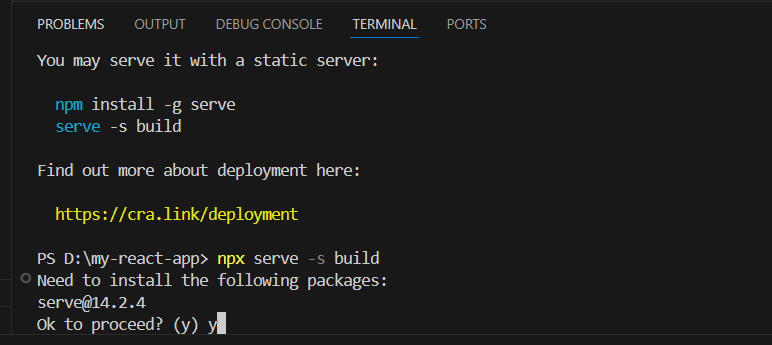 PROBLEMS OUTPUT DEBUG CONSOLE TERMINAL PORTS
You may serve it with a static server:
npm install -g serve
serve -s build
Find out more about deployment here:
https://cra.link/deployment
PS D:\my-react-app> npx serve -s build
Need to install the following packages:
serve@14.2.4
Ok to proceed? (y) y